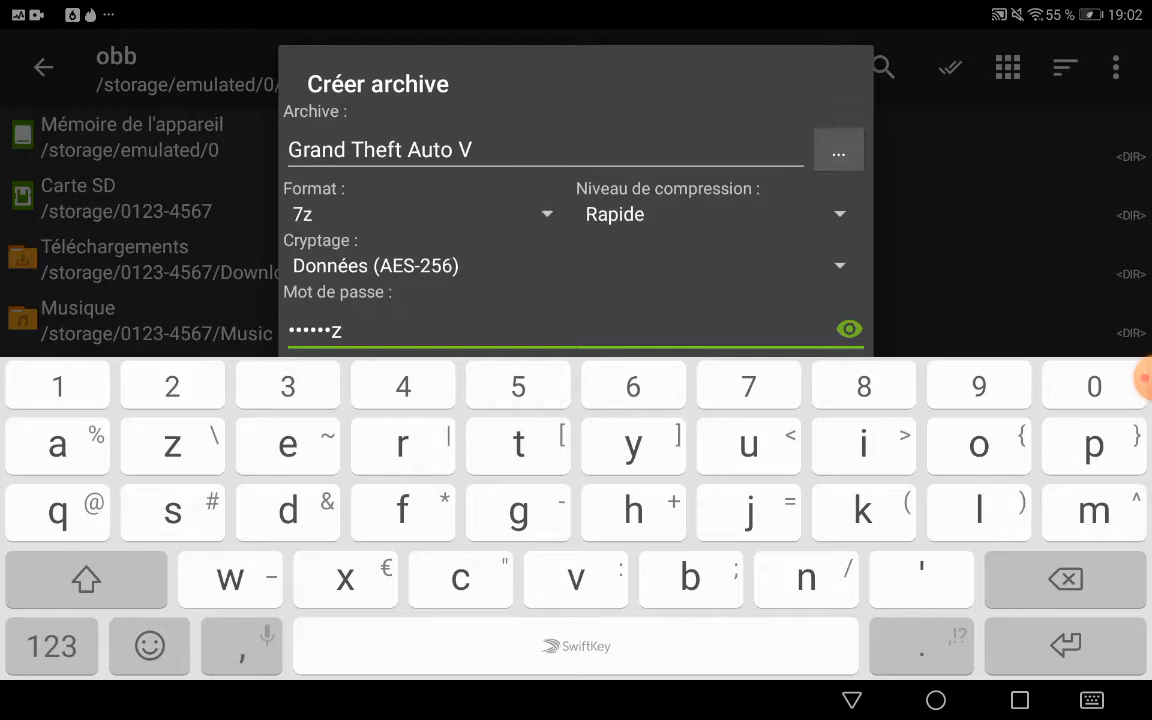 6 ... 55 % 19:02
obb
/storage/emulated/0/
Créer archive
Archive :
Grand Theft Auto V
...
Mémoire de l'appareil
/storage/emulated/0
<DIR>
Format :
Niveau de compression :
Carte SD
/storage/0123-4567
7z
Rapide
<DIR>
Cryptage :
Téléchargements
/storage/0123-4567/Downlo
Données (AES-256)
<DIR>
Mot de passe :
Musique
/storage/0123-4567/Music
••••••z
<DIR>
1 2 3 4 5 6 7 8 9 0
a % z \ e ~ r | t [ y ] u < i > o { p }
q @ s # d & f * g - h + j = k ( l ) m ^
w _ x € c " v : b ; n / '
123 , SwiftKey . ,!?